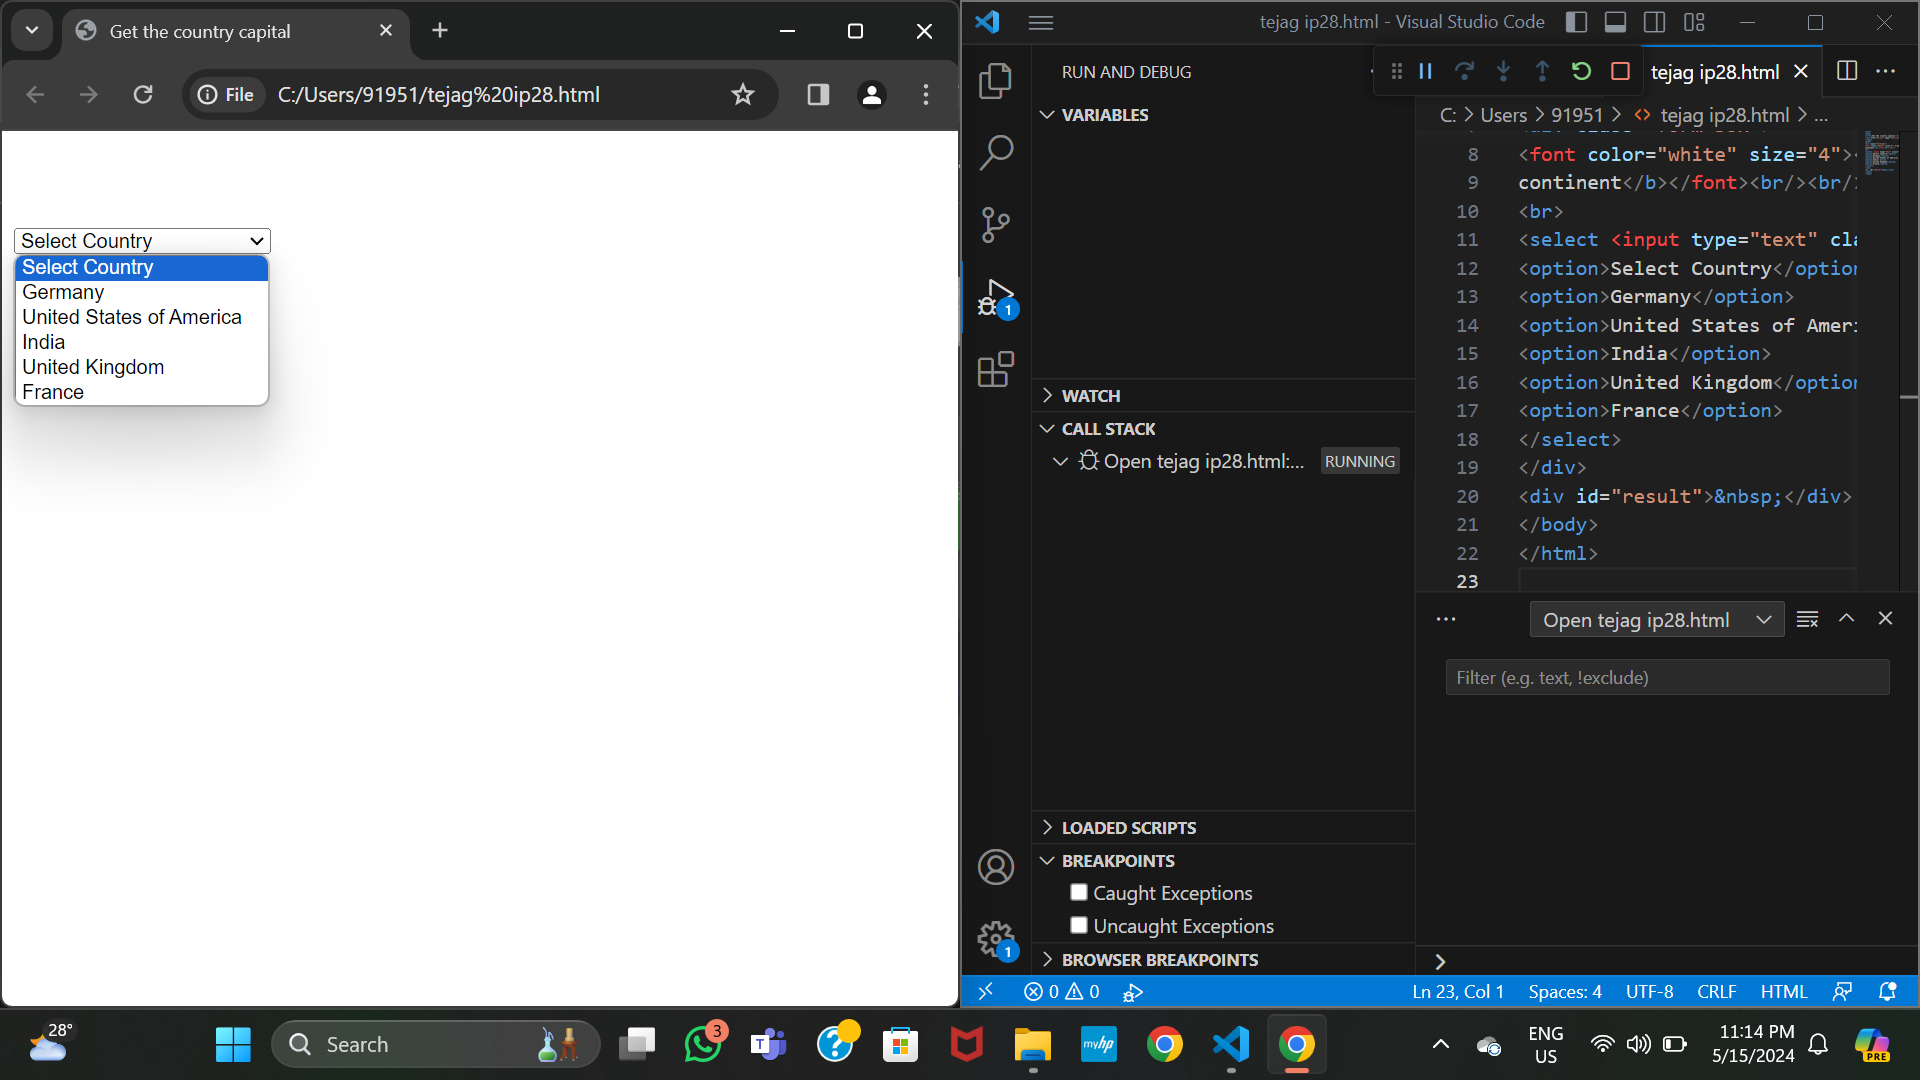 Get the country capital
File
C:/Users/91951/tejag%20ip28.html
Select Country
Select Country
Germany
United States of America
India
United Kingdom
France
tejag ip28.html - Visual Studio Code
RUN AND DEBUG
VARIABLES
WATCH
CALL STACK
Open tejag ip28.html:...
RUNNING
LOADED SCRIPTS
BREAKPOINTS
Caught Exceptions
Uncaught Exceptions
BROWSER BREAKPOINTS
1
1
tejag ip28.html
C: > Users > 91951 > tejag ip28.html > ...
8 <font color="white" size="4"><
9 continent</b></font><br/><br/>
10 <br>
11 <select <input type="text" cla
12 <option>Select Country</option
13 <option>Germany</option>
14 <option>United States of Ameri
15 <option>India</option>
16 <option>United Kingdom</option
17 <option>France</option>
18 </select>
19 </div>
20 <div id="result">&nbsp;</div>
21 </body>
22 </html>
23
Open tejag ip28.html
Filter (e.g. text, !exclude)
0 0
Ln 23, Col 1 Spaces: 4 UTF-8 CRLF HTML
28°
Search
3
T
?
myhp
ENG
US
11:14 PM
5/15/2024
PRE